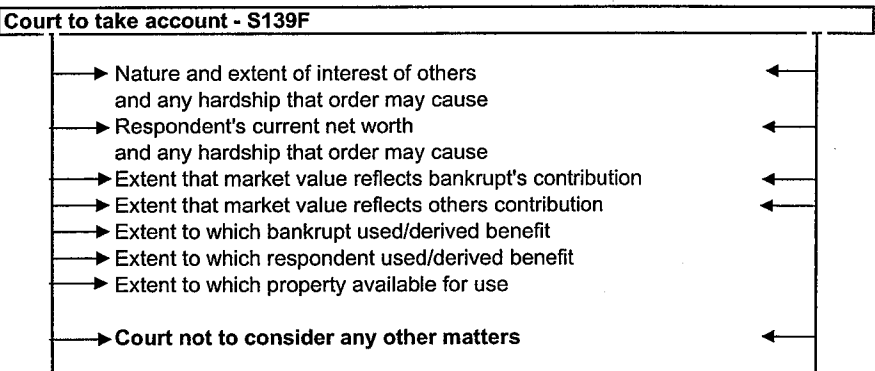 Court to take account - S139F
Nature and extent of interest of others
and any hardship that order may cause
Respondent's current net worth
and any hardship that order may cause
Extent that market value reflects bankrupt's contribution
Extent that market value reflects others contribution
Extent to which bankrupt used/derived benefit
Extent to which respondent used/derived benefit
Extent to which property available for use
Court not to consider any other matters